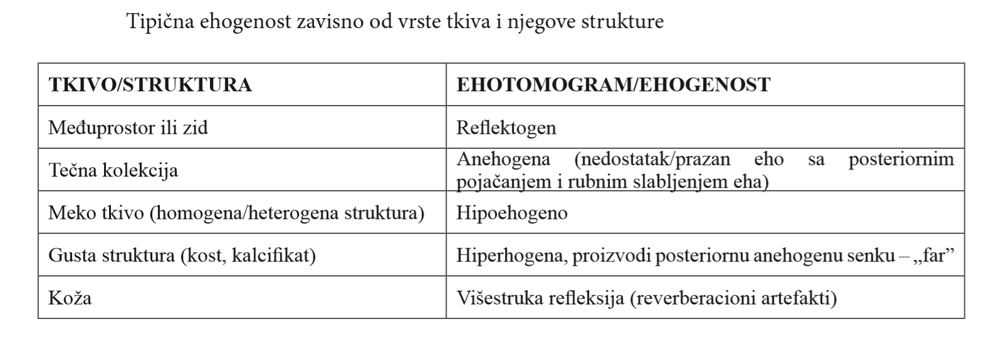 Tipična ehogenost zavisno od vrste tkiva i njegove strukture
TKIVO/STRUKTURA
EHOTOMOGRAM/EHOGENOST
Međuprostor ili zid
Reflektogen
Tečna kolekcija
Anehogena (nedostatak/prazan eho sa posteriornim
pojačanjem i rubnim slabljenjem eha)
Meko tkivo (homogena/heterogena struktura)
Hipoehogeno
Gusta struktura (kost, kalcifikat)
Hiperhogena, proizvodi posteriornu anehogenu senku – „far”
Koža
Višestruka refleksija (reverberacioni artefakti)